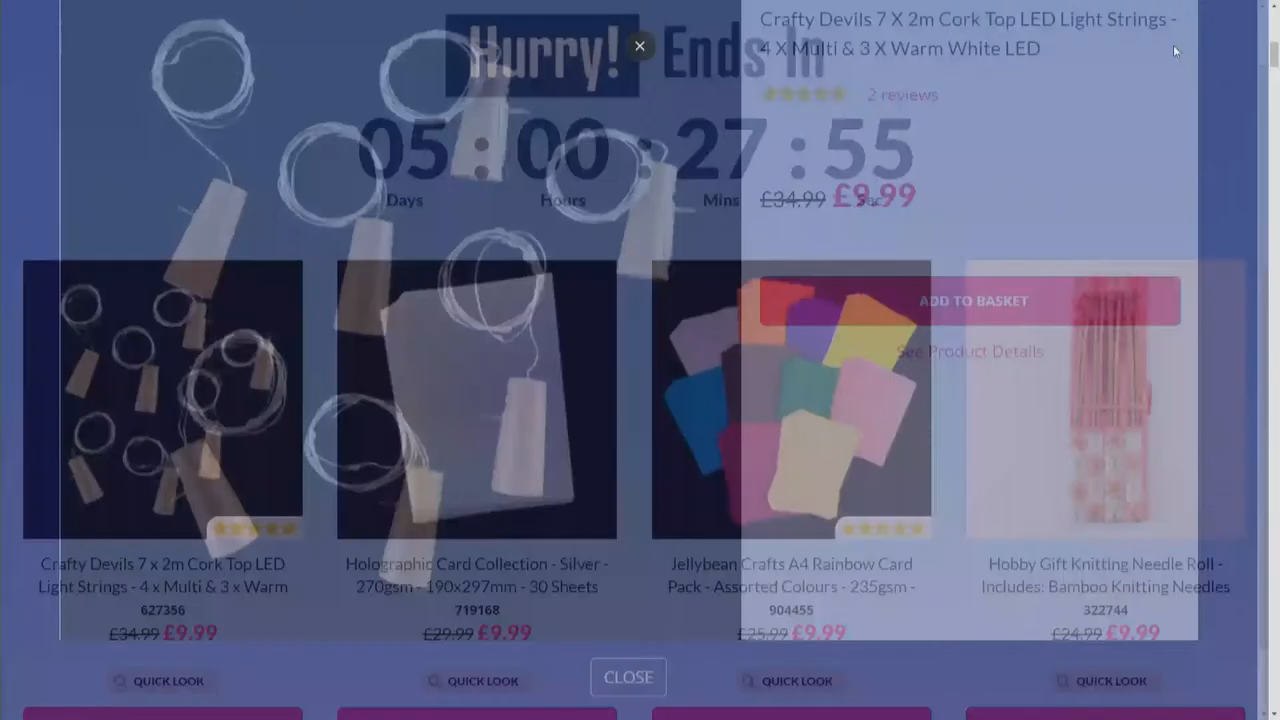 Hurry! Ends In
05 : 00 : 27 : 55
Days Hours Mins Sec
Crafty Devils 7 X 2m Cork Top LED Light Strings -
4 X Multi & 3 X Warm White LED
2 reviews
£34.99 £9.99
ADD TO BASKET
See Product Details
Crafty Devils 7 x 2m Cork Top LED
Light Strings - 4 x Multi & 3 x Warm
627356
£34.99 £9.99
QUICK LOOK
Holographic Card Collection - Silver -
270gsm - 190x297mm - 30 Sheets
719168
£29.99 £9.99
QUICK LOOK
Jellybean Crafts A4 Rainbow Card
Pack - Assorted Colours - 235gsm -
904455
£25.99 £9.99
QUICK LOOK
Hobby Gift Knitting Needle Roll -
Includes: Bamboo Knitting Needles
322744
£24.99 £9.99
QUICK LOOK
CLOSE